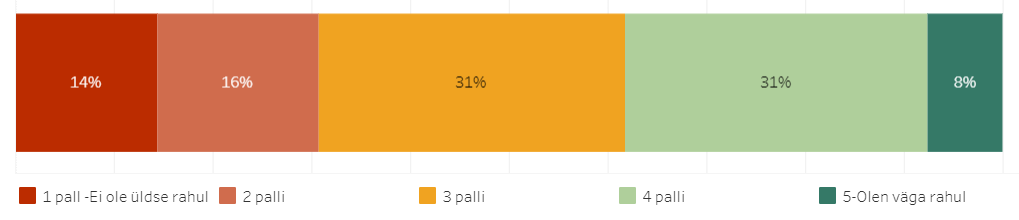 14% 16% 31% 31% 8%
1 pall -Ei ole üldse rahul 2 palli 3 palli 4 palli 5-Olen väga rahul